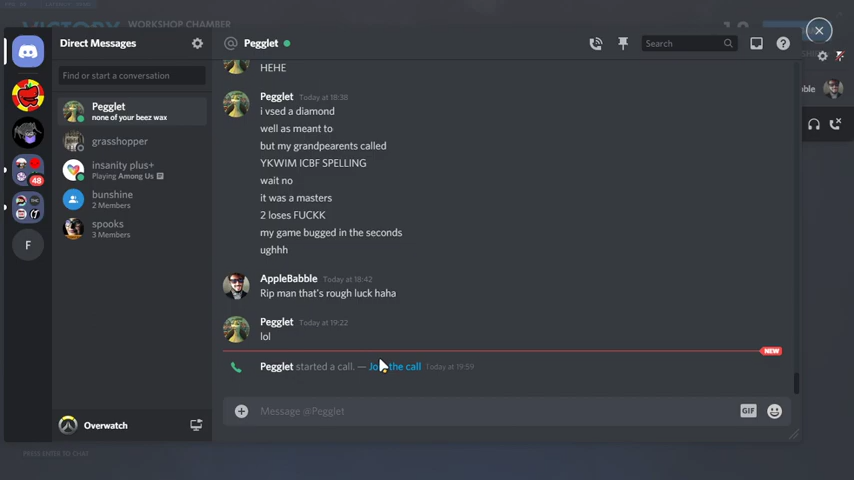 VICTORY
WORKSHOP CHAMBER
Direct Messages
Pegglet
Search
Find or start a conversation
Pegglet
none of your beez wax
grasshopper
insanity plus+
Playing Among Us
48
bunshine
2 Members
spooks
3 Members
F
HEHE
Pegglet Today at 18:38
i vsed a diamond
well as meant to
but my grandpearents called
YKWIM ICBF SPELLING
wait no
it was a masters
2 loses FUCKK
my game bugged in the seconds
ughhh
AppleBabble Today at 18:42
Rip man that's rough luck haha
Pegglet Today at 19:22
lol
NEW
Pegglet started a call. — Join the call Today at 19:59
Message @Pegglet
GIF
Overwatch
PRESS ENTER TO CHAT